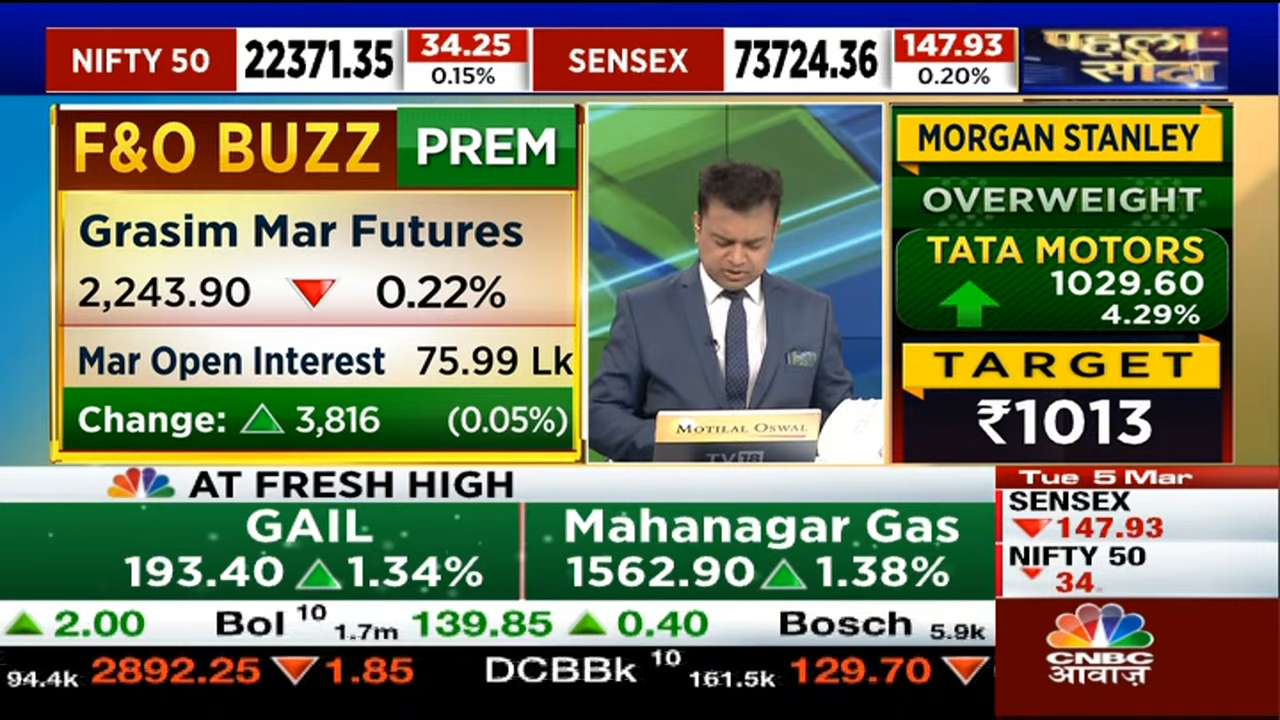 NIFTY 50 22371.35 34.25 0.15% SENSEX 73724.36 147.93 0.20% पहला सौदा
F&O BUZZ PREM
Grasim Mar Futures
2,243.90 0.22%
Mar Open Interest 75.99 Lk
Change: 3,816 (0.05%)
MOTILAL OSWAL
TV18
MORGAN STANLEY
OVERWEIGHT
TATA MOTORS
1029.60
4.29%
TARGET
₹1013
AT FRESH HIGH
GAIL
193.40 1.34%
Mahanagar Gas
1562.90 1.38%
Tue 5 Mar
SENSEX
147.93
NIFTY 50
34
2.00 BoI 10 1.7m 139.85 0.40 Bosch 5.9k
94.4k 2892.25 1.85 DCBBk 10 161.5k 129.70
CNBC
आवाज़